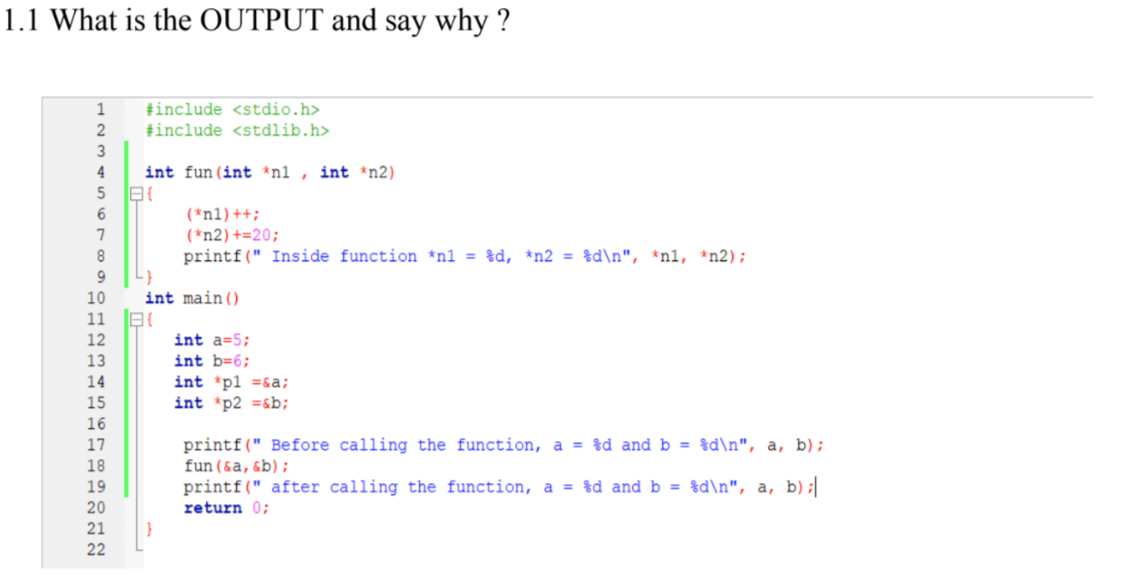 1.1 What is the OUTPUT and say why ?
1 #include <stdio.h>
2 #include <stdlib.h>
3
4 int fun(int *n1 , int *n2)
5 {
6 (*n1)++;
7 (*n2)+=20;
8 printf(" Inside function *n1 = %d, *n2 = %d\n", *n1, *n2);
9 }
10 int main()
11 {
12 int a=5;
13 int b=6;
14 int *p1 =&a;
15 int *p2 =&b;
16
17 printf(" Before calling the function, a = %d and b = %d\n", a, b);
18 fun(&a,&b);
19 printf(" after calling the function, a = %d and b = %d\n", a, b);
20 return 0;
21 }
22